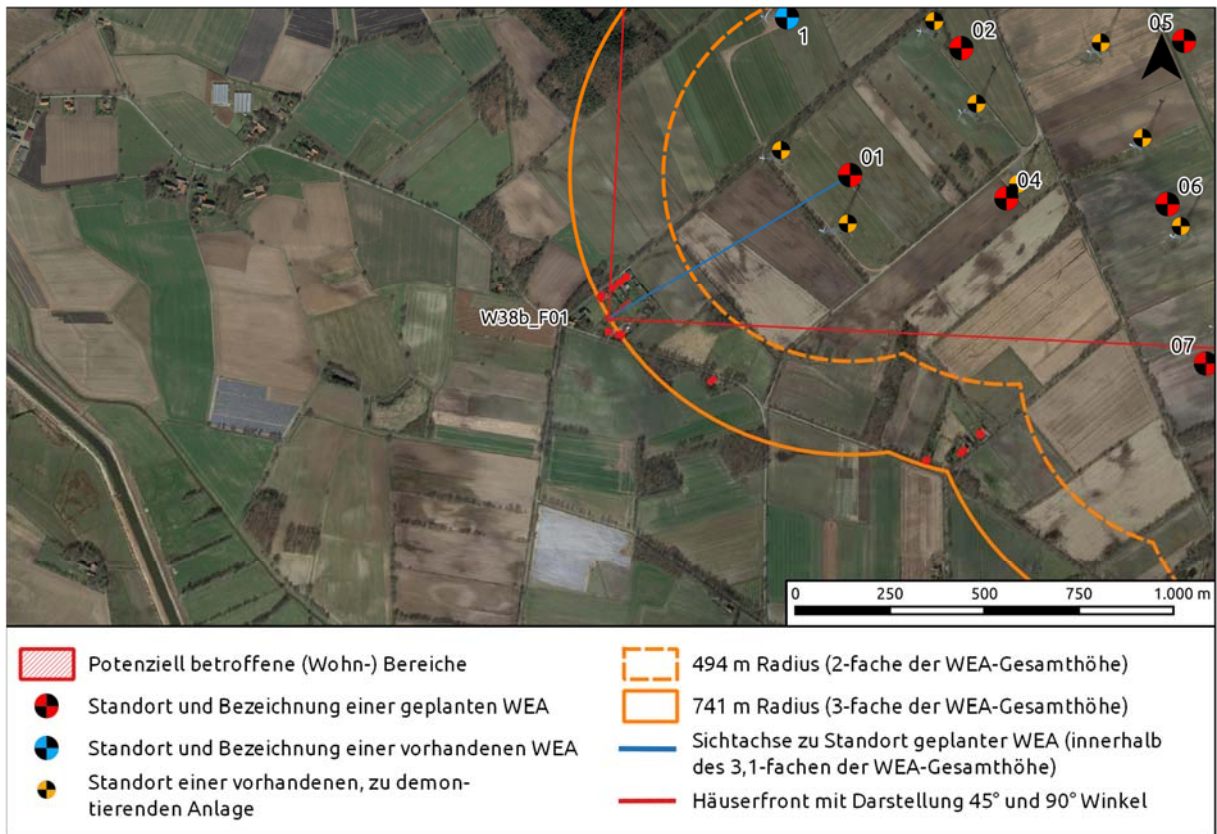 05
02
1
01
04
06
W38b_F01
07
0 250 500 750 1.000 m
Potenziell betroffene (Wohn-) Bereiche
Standort und Bezeichnung einer geplanten WEA
Standort und Bezeichnung einer vorhandenen WEA
Standort einer vorhandenen, zu demon-
tierenden Anlage
494 m Radius (2-fache der WEA-Gesamthöhe)
741 m Radius (3-fache der WEA-Gesamthöhe)
Sichtachse zu Standort geplanter WEA (innerhalb
des 3,1-fachen der WEA-Gesamthöhe)
Häuserfront mit Darstellung 45° und 90° Winkel